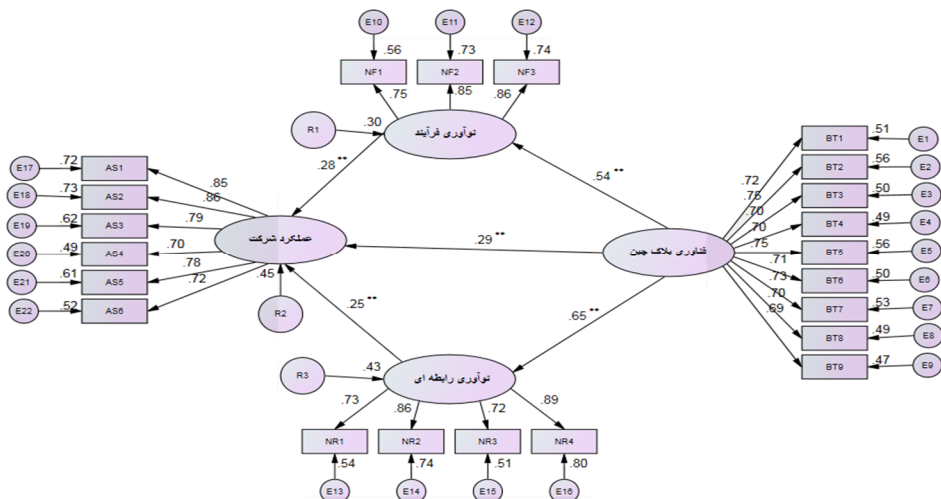 E10
E11
E12
.56
.73
.74
NF1
NF2
NF3
.75
.85
.86
R1
.30
نوآوری فرآیند
.28 **
.54 **
E17
.72
AS1
E18
.73
AS2
E19
.62
AS3
E20
.49
AS4
E21
.61
AS5
E22
.52
AS6
.85
.86
.79
.70
.78
.72
عملکرد شرکت
.45
R2
.29 **
فناوری بلاک چین
.72
.75
.70
.70
.75
.71
.73
.70
.69
BT1
.51
E1
BT2
.56
E2
BT3
.50
E3
BT4
.49
E4
BT5
.56
E5
BT6
.50
E6
BT7
.53
E7
BT8
.49
E8
BT9
.47
E9
.25 **
.65 **
R3
.43
نوآوری رابطه ای
.73
.86
.72
.89
NR1
NR2
NR3
NR4
.54
.74
.51
.80
E13
E14
E15
E16